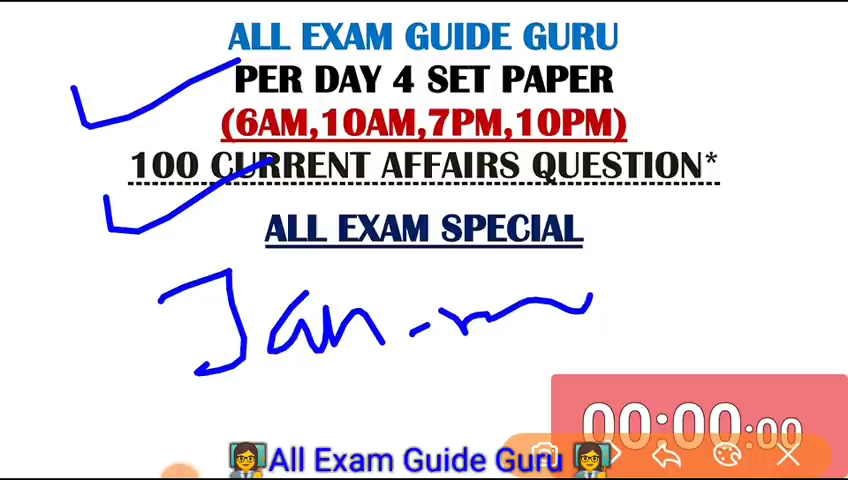 ALL EXAM GUIDE GURU
PER DAY 4 SET PAPER
(6AM,10AM,7PM,10PM)
100 CURRENT AFFAIRS QUESTION*
ALL EXAM SPECIAL
Jan-
00:00:00
All Exam Guide Guru